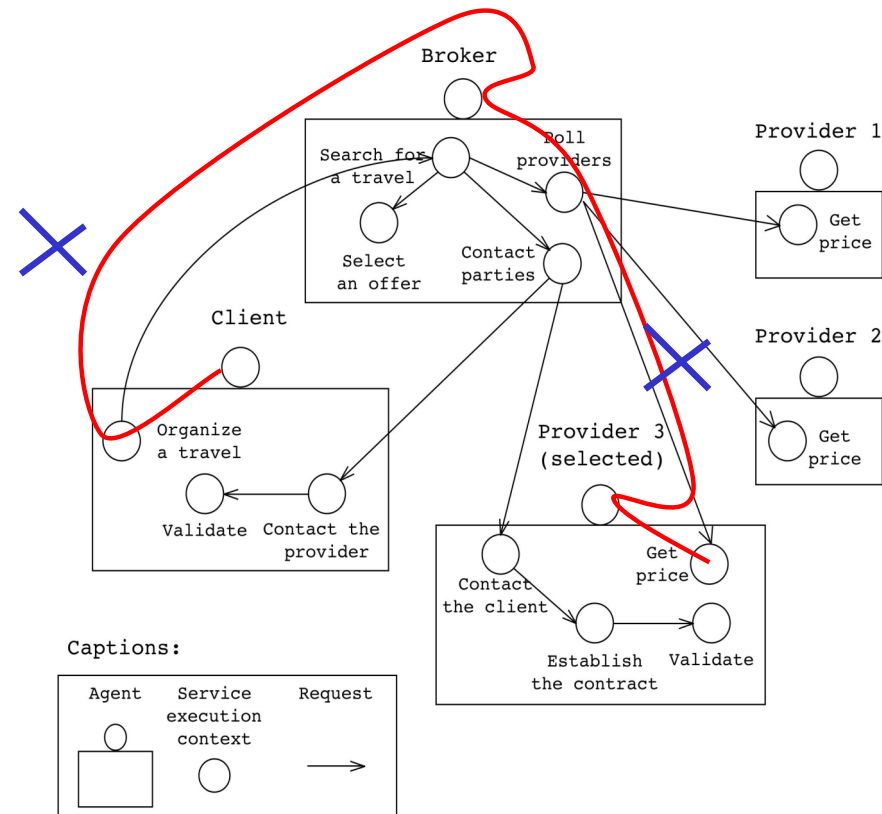 Broker
Search for
a travel
Poll
providers
Select
an offer
Contact
parties
Provider 1
Get
price
Provider 2
Get
price
Client
Organize
a travel
Validate
Contact the
provider
Provider 3
(selected)
Get
price
Contact
the client
Establish
the contract
Validate
Captions:
Agent
Service
execution
context
Request